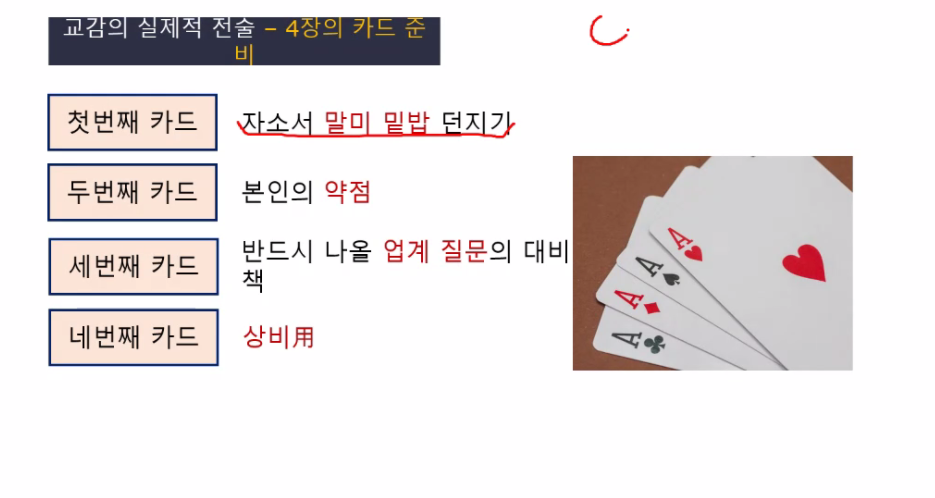 교감의 실제적 전술 – 4장의 카드 준
비
첫번째 카드
자소서 말미 밑밥 던지기
두번째 카드
본인의 약점
세번째 카드
반드시 나올 업계 질문의 대비
책
네번째 카드
상비用
A
A
A
A